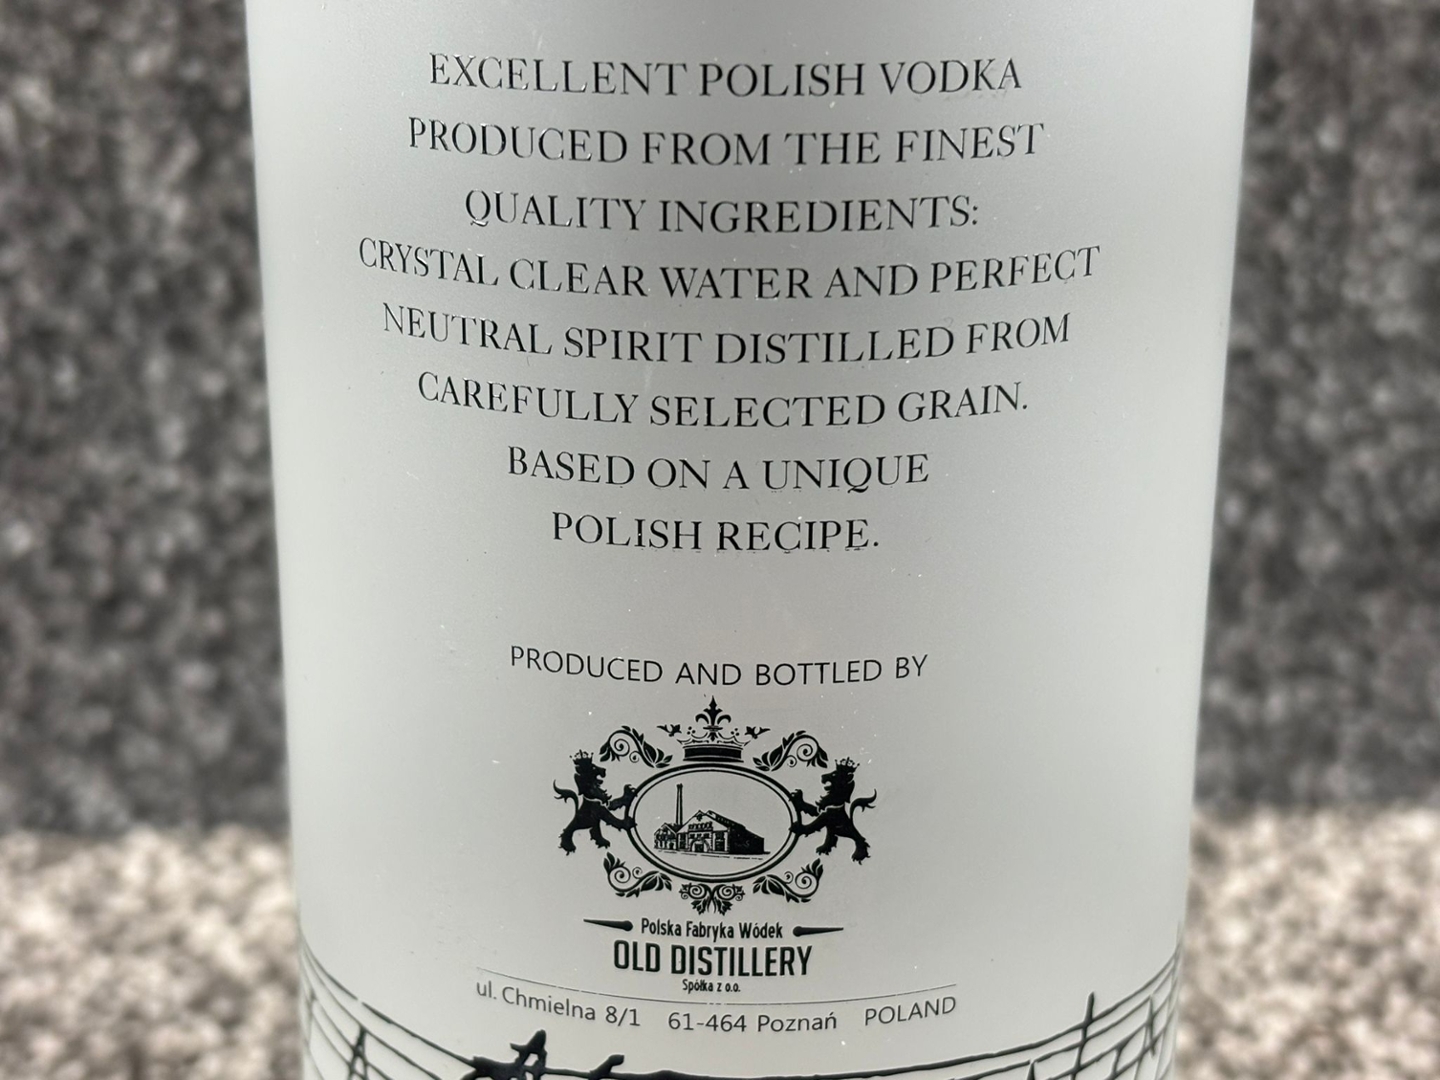 EXCELLENT POLISH VODKA
PRODUCED FROM THE FINEST
QUALITY INGREDIENTS:
CRYSTAL CLEAR WATER AND PERFECT
NEUTRAL SPIRIT DISTILLED FROM
CAREFULLY SELECTED GRAIN.
BASED ON A UNIQUE
POLISH RECIPE.
PRODUCED AND BOTTLED BY
Polska Fabryka Wódek
OLD DISTILLERY
Spółka z o.o.
ul. Chmielna 8/1 61-464 Poznań POLAND